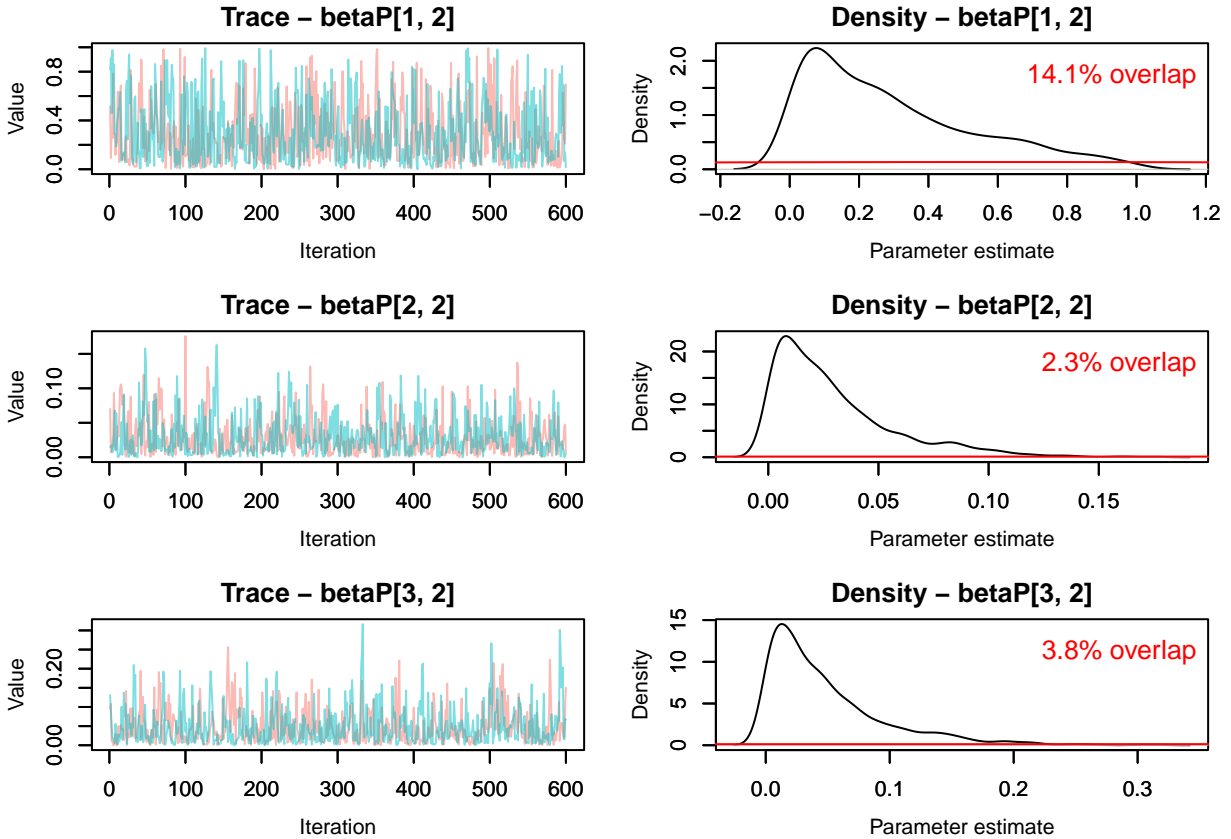 Trace − betaP[1, 2]
Value
0.0 0.4 0.8
0 100 200 300 400 500 600
Iteration
Density − betaP[1, 2]
Density
0.0 1.0 2.0
14.1% overlap
−0.2 0.0 0.2 0.4 0.6 0.8 1.0 1.2
Parameter estimate
Trace − betaP[2, 2]
Value
0.00 0.10
0 100 200 300 400 500 600
Iteration
Density − betaP[2, 2]
Density
0 10 20
2.3% overlap
0.00 0.05 0.10 0.15
Parameter estimate
Trace − betaP[3, 2]
Value
0.00 0.20
0 100 200 300 400 500 600
Iteration
Density − betaP[3, 2]
Density
0 5 10 15
3.8% overlap
0.0 0.1 0.2 0.3
Parameter estimate